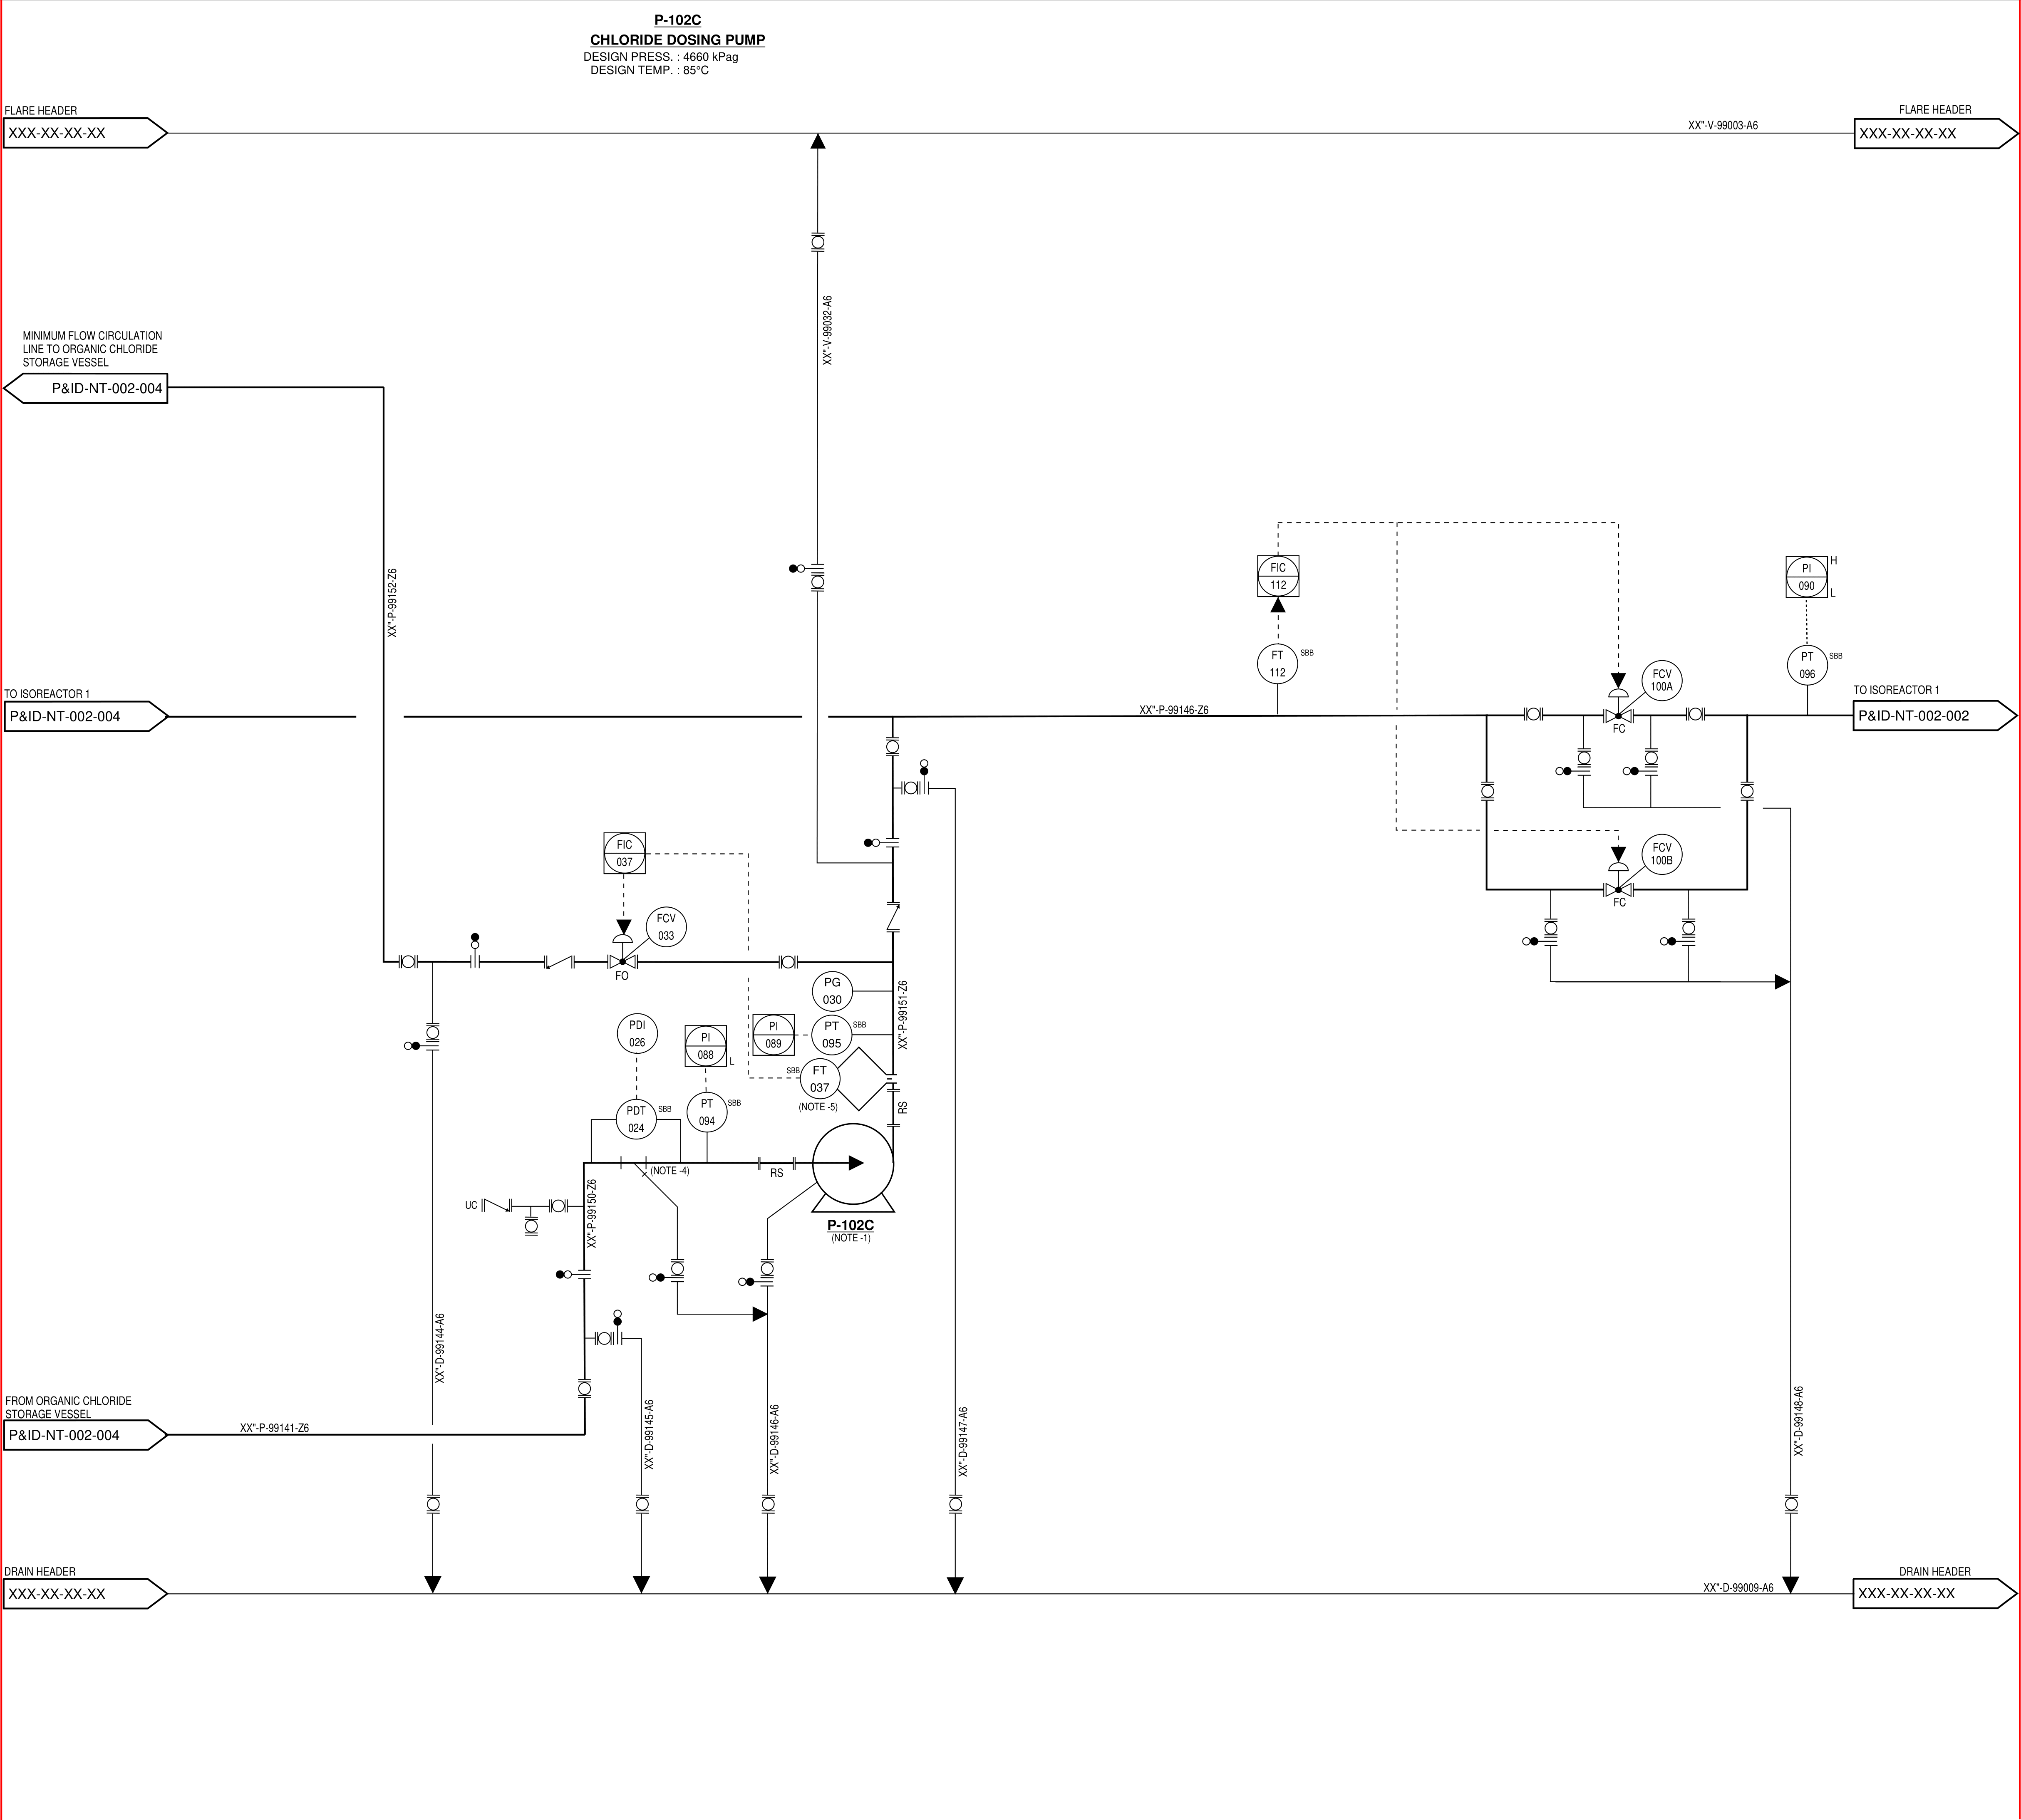 P-102C
CHLORIDE DOSING PUMP
DESIGN PRESS. : 4660 kPag
DESIGN TEMP. : 85°C
FLARE HEADER
XXX-XX-XX-XX
XX"-V-99003-A6
FLARE HEADER
XXX-XX-XX-XX
XX"-V-99032-A6
MINIMUM FLOW CIRCULATION
LINE TO ORGANIC CHLORIDE
STORAGE VESSEL
P&ID-NT-002-004
XX"-P-99152-Z6
FIC
112
PI
090
H
L
FT
112
SBB
PT
096
SBB
FCV
100A
FC
TO ISOREACTOR 1
P&ID-NT-002-004
XX"-P-99146-Z6
TO ISOREACTOR 1
P&ID-NT-002-002
FIC
037
FCV
100B
FC
FCV
033
FO
PG
030
XX"-P-99151-Z6
PDI
026
PI
088
L
PI
089
PT
095
SBB
SBB
FT
037
(NOTE -5)
RS
PDT
024
SBB
PT
094
SBB
(NOTE -4)
RS
UC
XX"-P-99150-Z6
P-102C
(NOTE -1)
XX"-D-99144-A6
FROM ORGANIC CHLORIDE
STORAGE VESSEL
P&ID-NT-002-004
XX"-P-99141-Z6
XX"-D-99145-A6
XX"-D-99146-A6
XX"-D-99147-A6
XX"-D-99148-A6
DRAIN HEADER
XXX-XX-XX-XX
XX"-D-99009-A6
DRAIN HEADER
XXX-XX-XX-XX